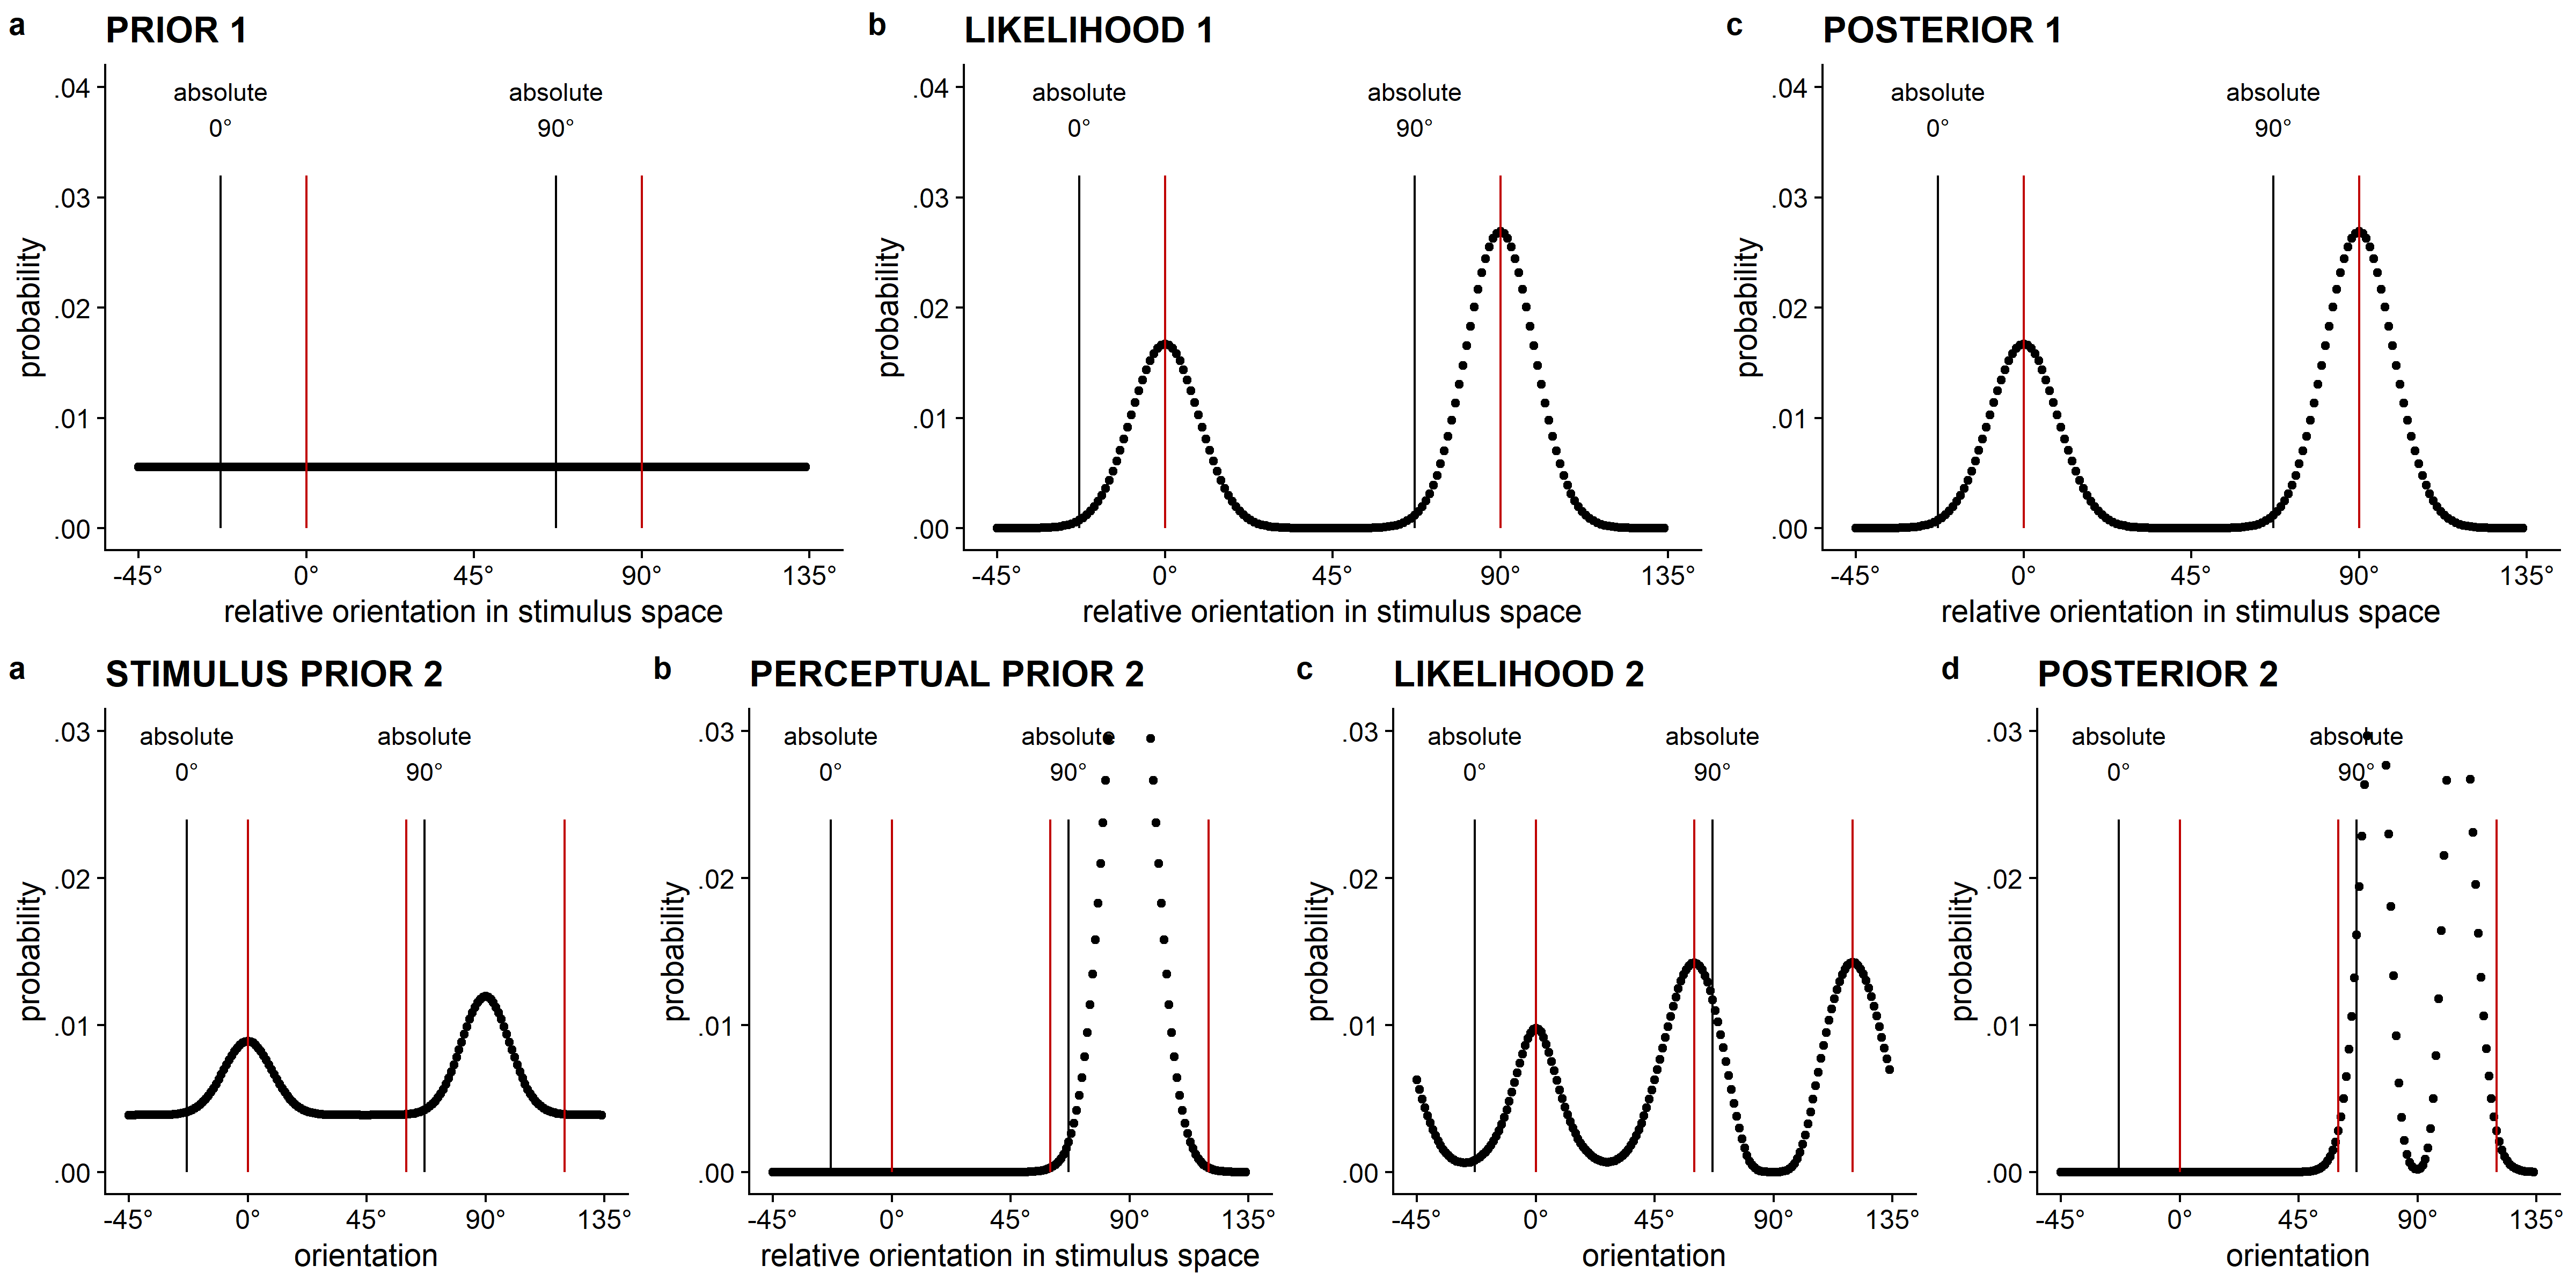 a PRIOR 1
.04
.03
.02
.01
.00
absolute
0°
absolute
90°
probability
-45° 0° 45° 90° 135°
relative orientation in stimulus space
b LIKELIHOOD 1
.04
.03
.02
.01
.00
absolute
0°
absolute
90°
probability
-45° 0° 45° 90° 135°
relative orientation in stimulus space
c POSTERIOR 1
.04
.03
.02
.01
.00
absolute
0°
absolute
90°
probability
-45° 0° 45° 90° 135°
relative orientation in stimulus space
a STIMULUS PRIOR 2
.03
.02
.01
.00
absolute
0°
absolute
90°
probability
-45° 0° 45° 90° 135°
orientation
b PERCEPTUAL PRIOR 2
.03
.02
.01
.00
absolute
0°
absolute
90°
probability
-45° 0° 45° 90° 135°
relative orientation in stimulus space
c LIKELIHOOD 2
.03
.02
.01
.00
absolute
0°
absolute
90°
probability
-45° 0° 45° 90° 135°
orientation
d POSTERIOR 2
.03
.02
.01
.00
absolute
0°
absolute
90°
probability
-45° 0° 45° 90° 135°
orientation